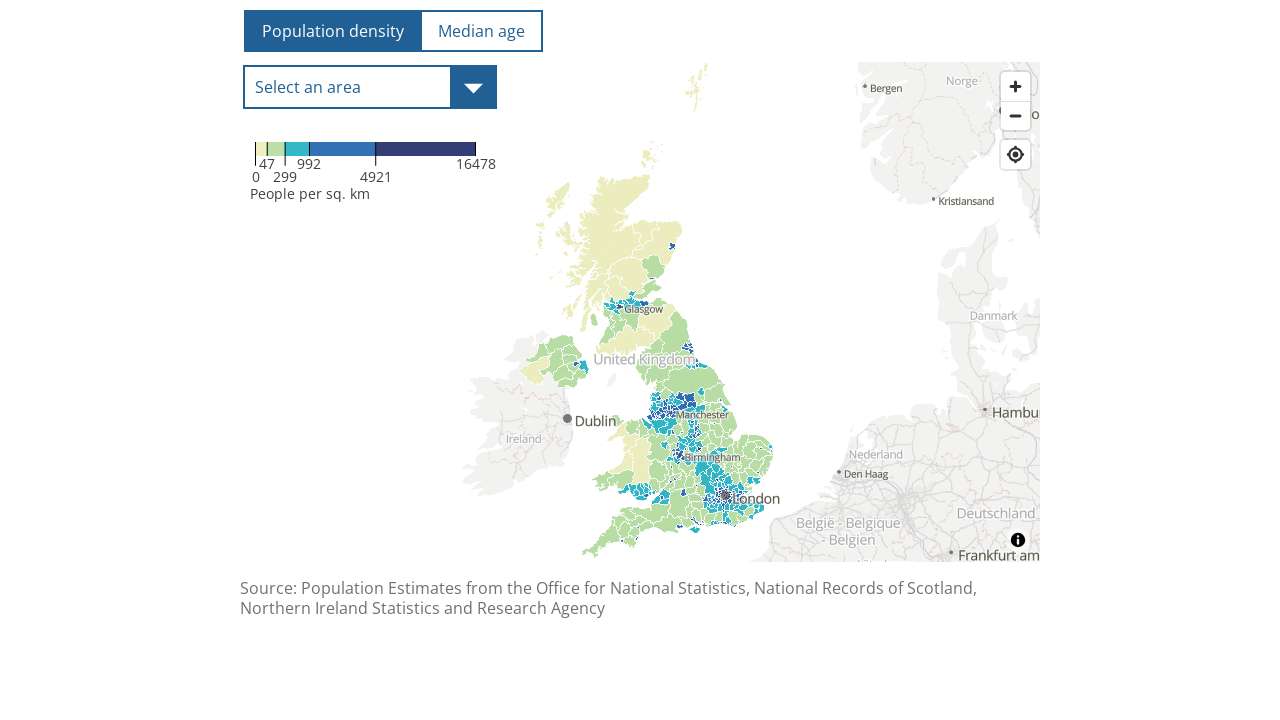 Population density
Median age
Select an area
47
992
16478
0
299
4921
People per sq. km
Bergen
Norge
o
Kristiansand
Danmark
Glasgow
United Kingdom
Dublin
Ireland
Manchester
Birmingham
London
Hambu
Nederland
Den Haag
België - Belgique
- Belgien
Deutschland
Frankfurt am
Source: Population Estimates from the Office for National Statistics, National Records of Scotland,
Northern Ireland Statistics and Research Agency